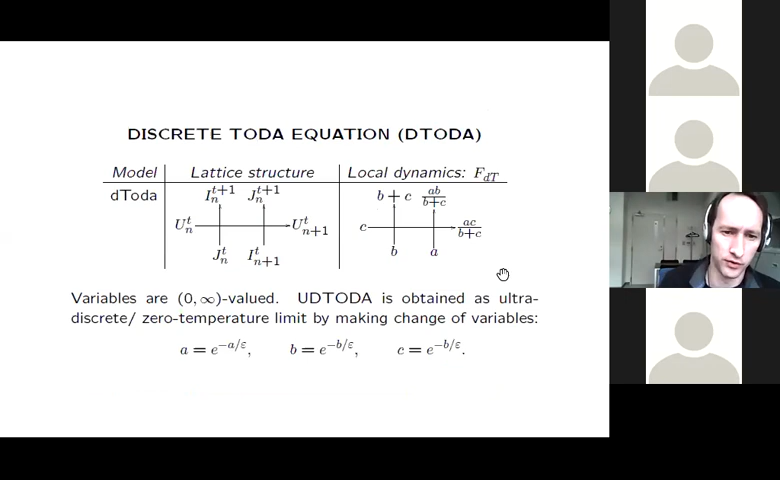 DISCRETE TODA EQUATION (DTODA)
Model Lattice structure Local dynamics: F_{dT}
dToda I_n^{t+1} J_n^{t+1} b + c ab/(b+c)
U_n^t U_{n+1}^t c ac/(b+c)
J_n^t I_{n+1}^t b a
Variables are (0, ∞)-valued. UDTODA is obtained as ultra-
discrete/ zero-temperature limit by making change of variables:
a = e^{-a/ε}, b = e^{-b/ε}, c = e^{-b/ε}.